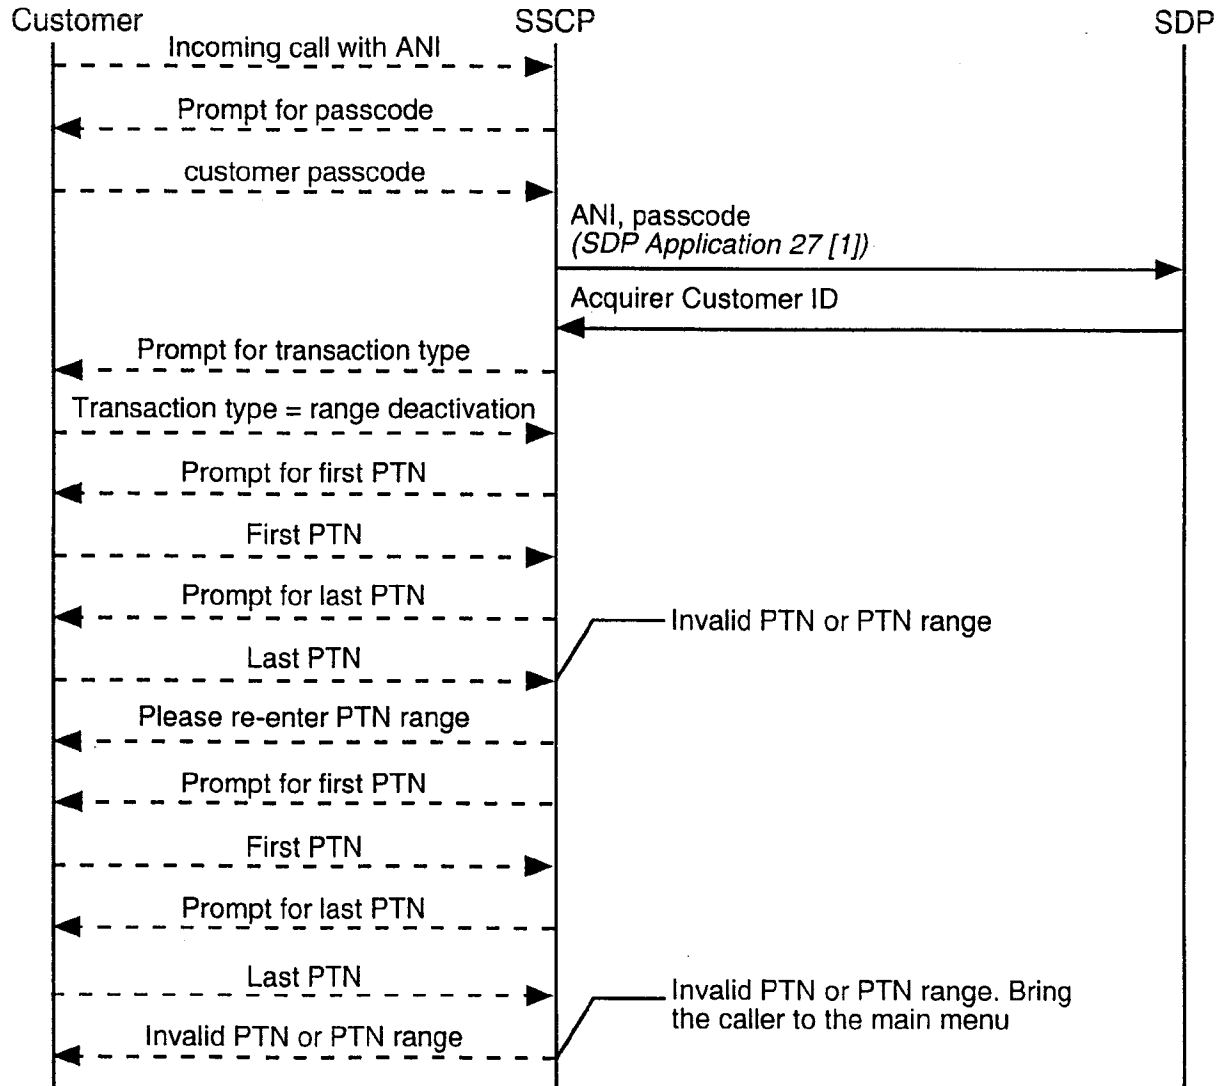 Customer
SSCP
SDP
Incoming call with ANI
Prompt for passcode
customer passcode
ANI, passcode
(SDP Application 27 [1])
Acquirer Customer ID
Prompt for transaction type
Transaction type = range deactivation
Prompt for first PTN
First PTN
Prompt for last PTN
Invalid PTN or PTN range
Last PTN
Please re-enter PTN range
Prompt for first PTN
First PTN
Prompt for last PTN
Last PTN
Invalid PTN or PTN range. Bring
the caller to the main menu
Invalid PTN or PTN range